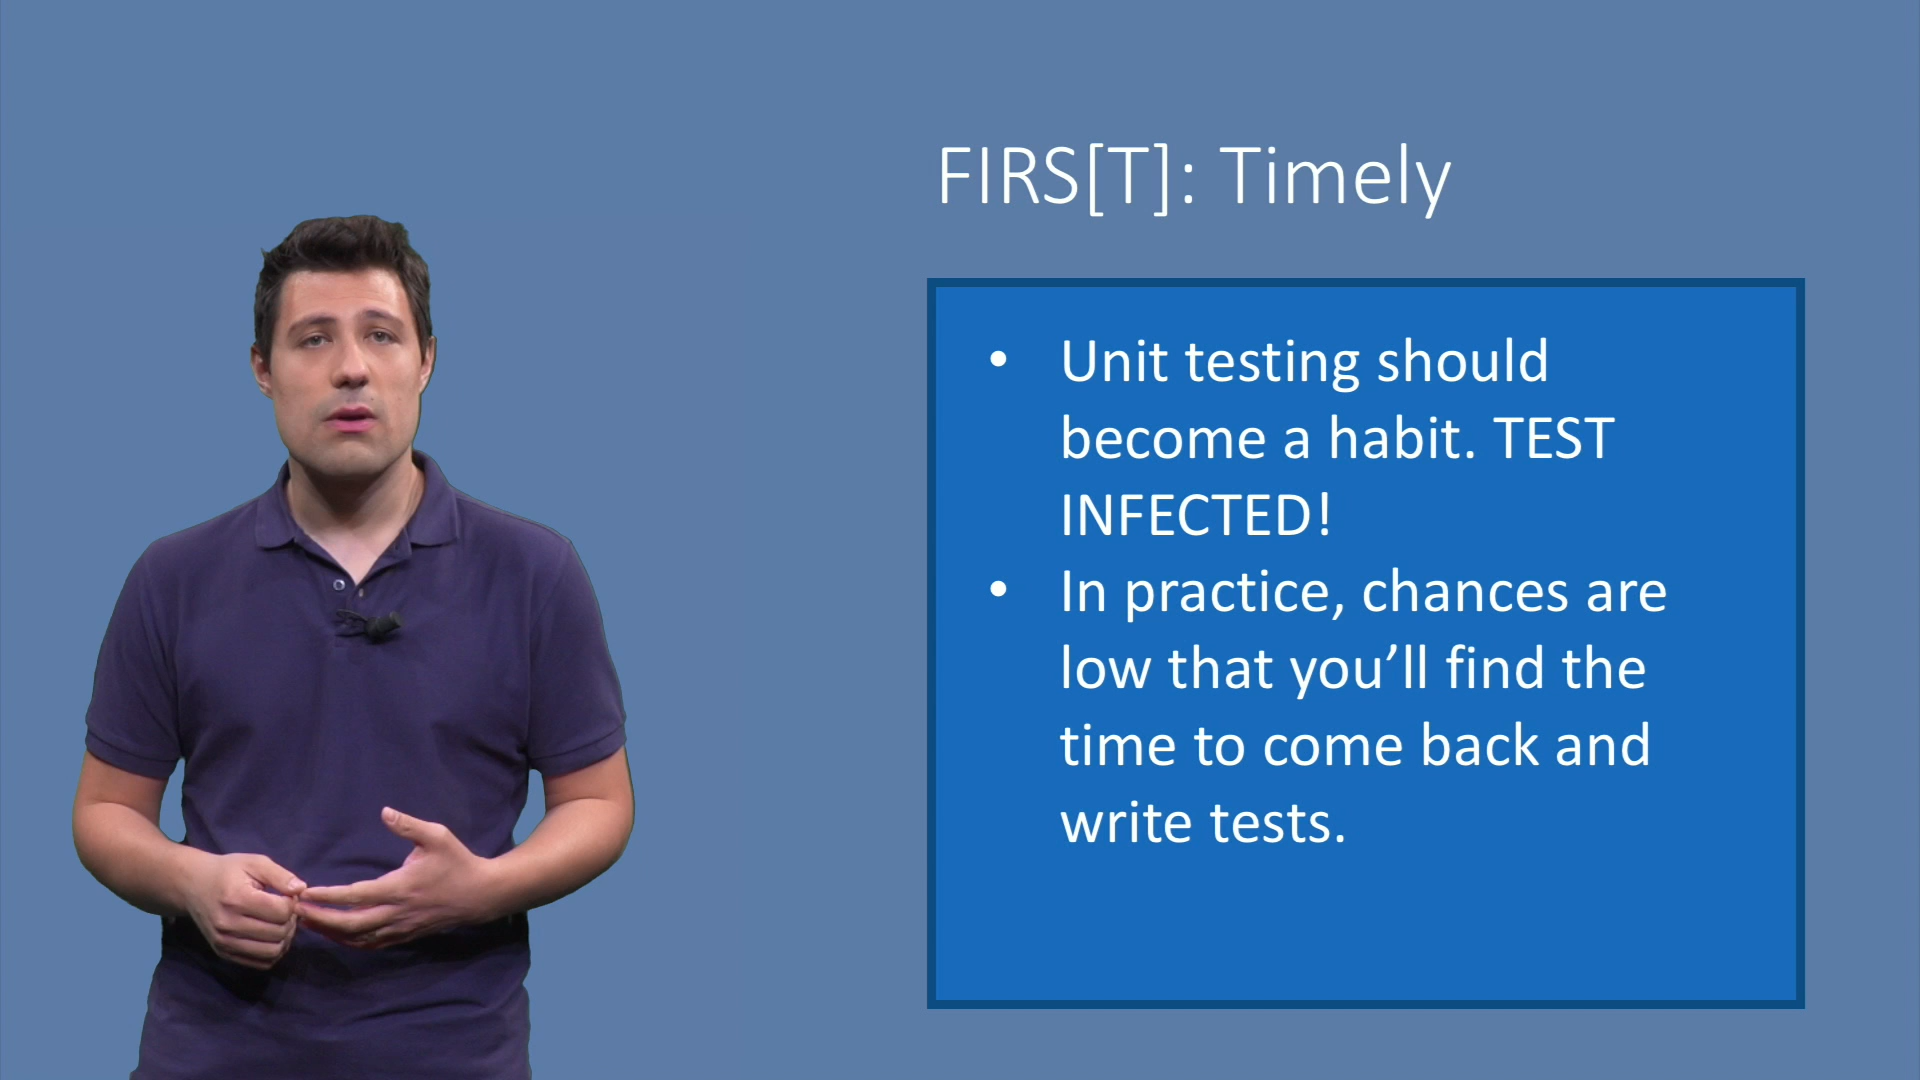 FIRS[T]: Timely
• Unit testing should
become a habit. TEST
INFECTED!
• In practice, chances are
low that you’ll find the
time to come back and
write tests.